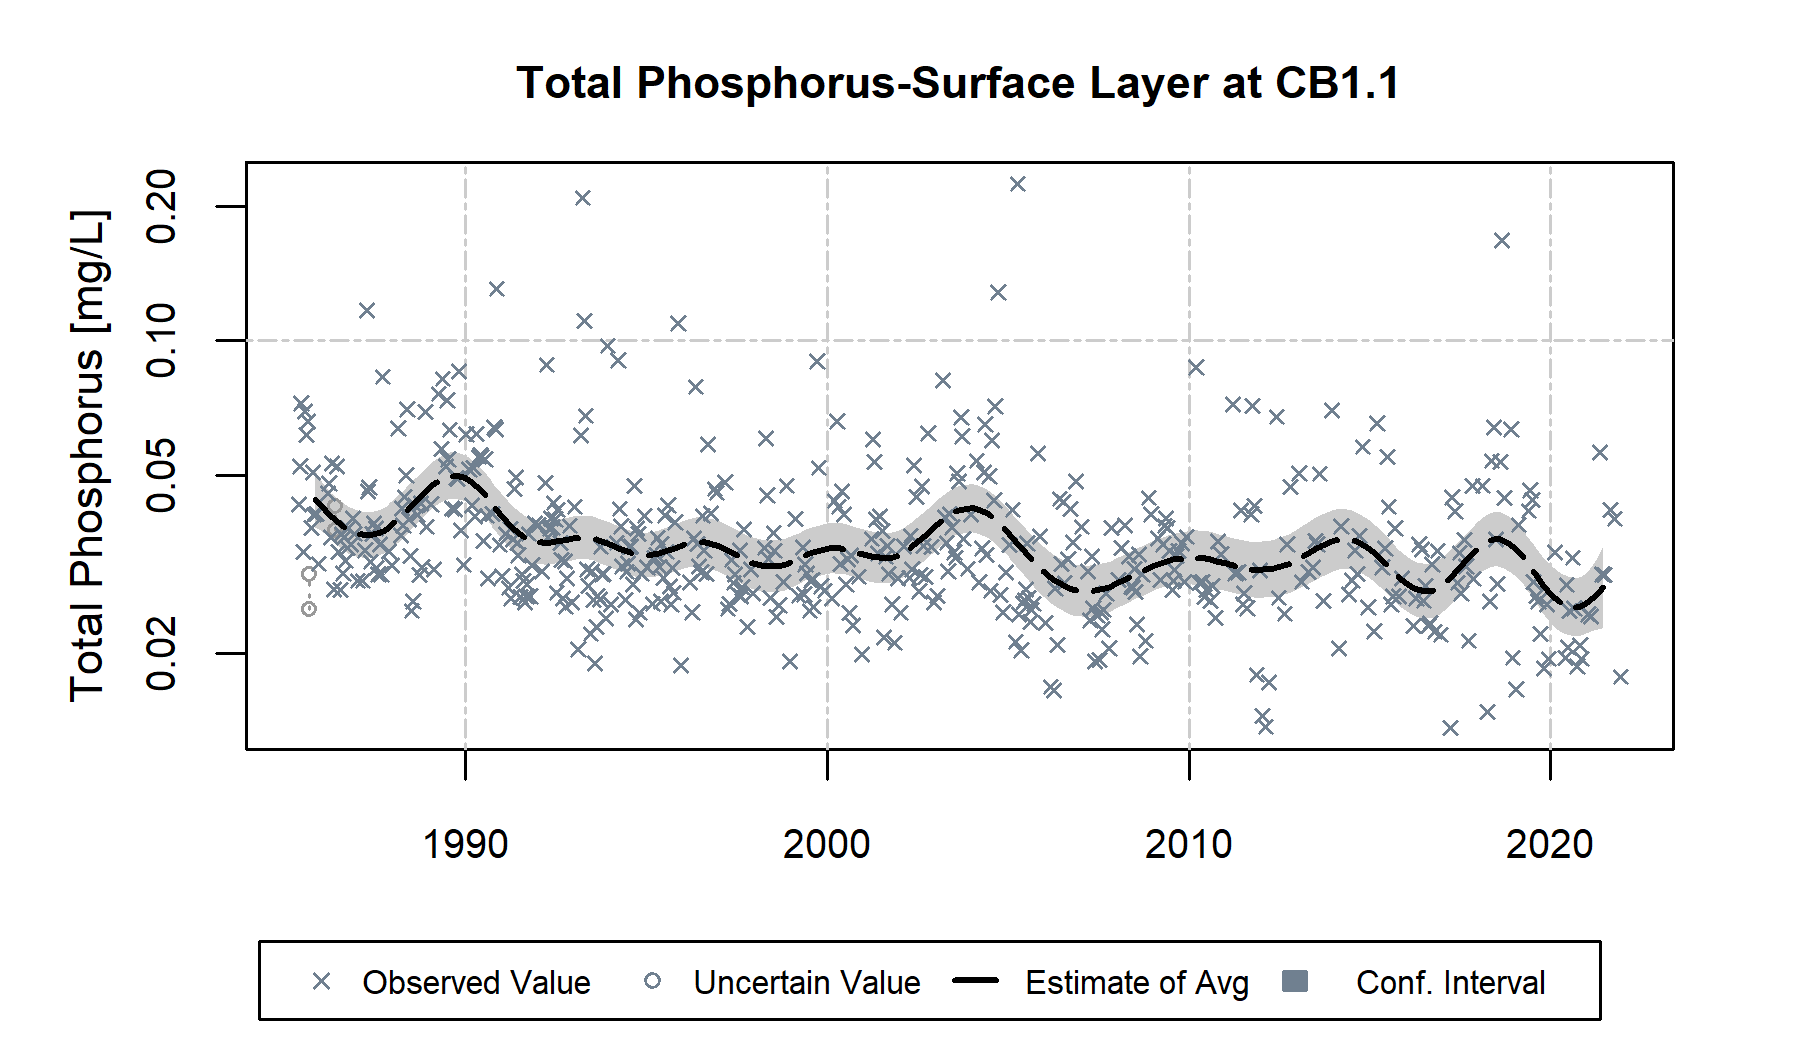 Total Phosphorus-Surface Layer at CB1.1
Total Phosphorus [mg/L]
0.20
0.10
0.05
0.02
1990 2000 2010 2020
Observed Value Uncertain Value Estimate of Avg Conf. Interval